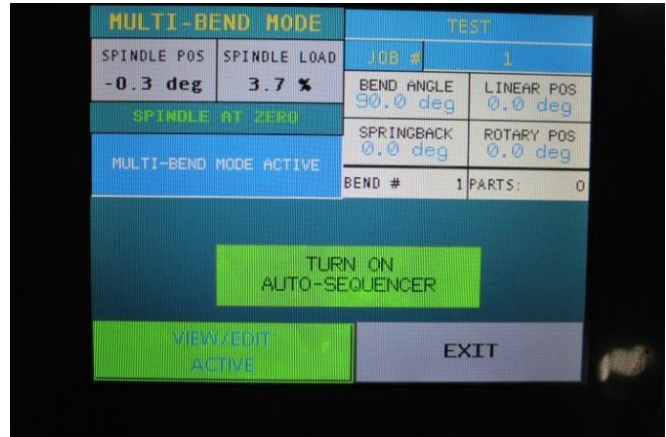 MULTI-BEND MODE
TEST
SPINDLE POS
SPINDLE LOAD
-0.3 deg
3.7 %
JOB #
1
BEND ANGLE
90.0 deg
LINEAR POS
0.0 deg
SPINDLE AT ZERO
SPRINGBACK
0.0 deg
ROTARY POS
0.0 deg
MULTI-BEND MODE ACTIVE
BEND # 1
PARTS: 0
TURN ON
AUTO-SEQUENCER
VIEW/EDIT
ACTIVE
EXIT